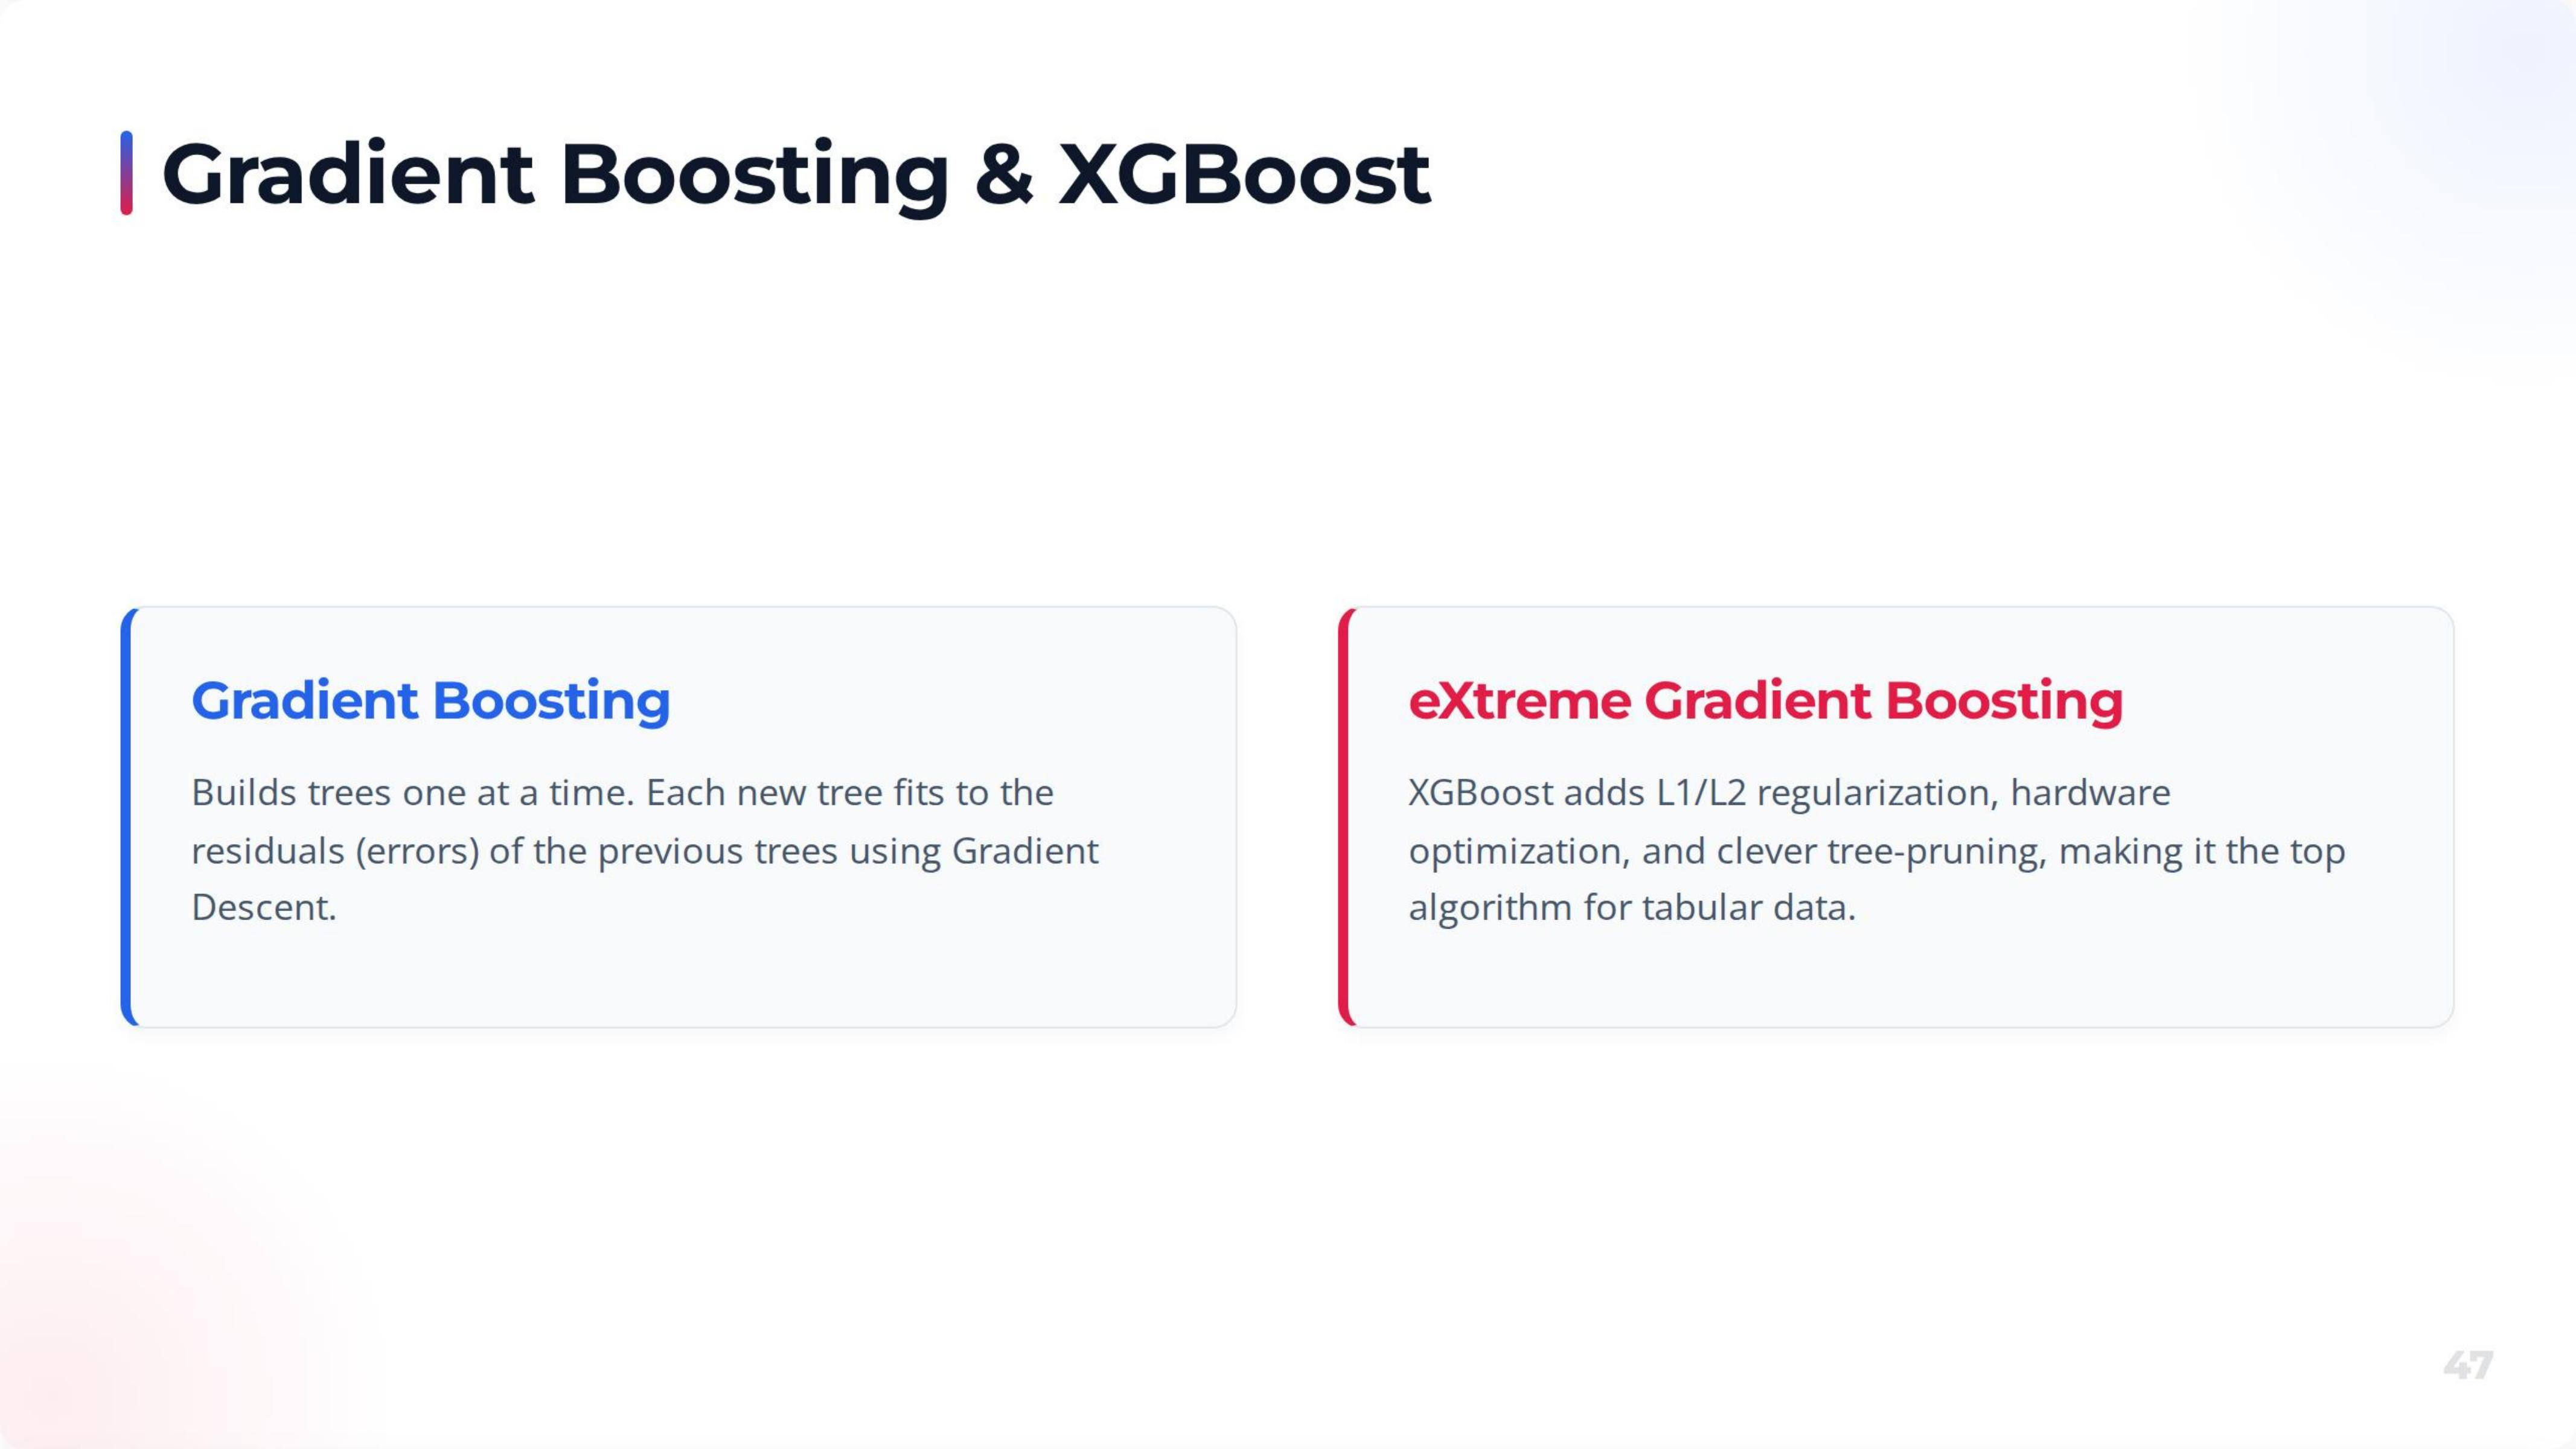 Gradient Boosting & XGBoost
Gradient Boosting
Builds trees one at a time. Each new tree fits to the
residuals (errors) of the previous trees using Gradient
Descent.
eXtreme Gradient Boosting
XGBoost adds L1/L2 regularization, hardware
optimization, and clever tree-pruning, making it the top
algorithm for tabular data.
47